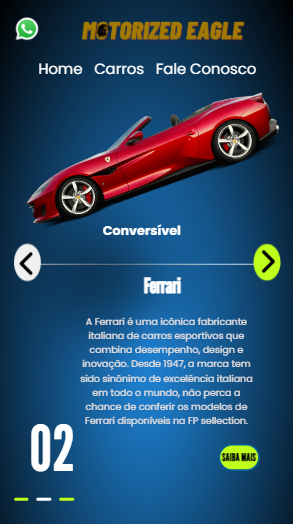 MOTORIZED EAGLE
Home Carros Fale Conosco
Conversível
Ferrari
A Ferrari é uma icônica fabricante
italiana de carros esportivos que
combina desempenho, design e
inovação. Desde 1947, a marca tem
sido sinônimo de excelência italiana
em todo o mundo, não perca a
chance de conferir os modelos de
Ferrari disponíveis na FP sellection.
02
SAIBA MAIS